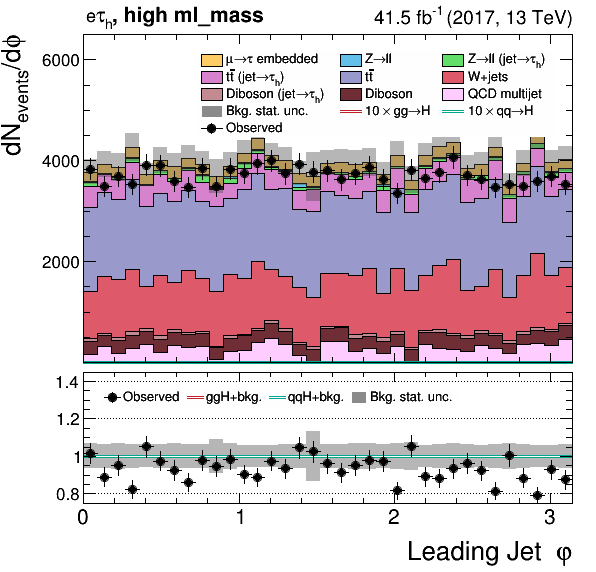 eτh, high ml_mass
41.5 fb⁻¹ (2017, 13 TeV)
dNevents/dϕ
6000
4000
2000
μ→τ embedded
Z→ll
Z→ll (jet→τh)
tt̄ (jet→τh)
tt̄
W+jets
Diboson (jet→τh)
Diboson
QCD multijet
Bkg. stat. unc.
10 × gg→H
10 × qq→H
Observed
1.4
1.2
1
0.8
Observed
ggH+bkg.
qqH+bkg.
Bkg. stat. unc.
0
1
2
3
Leading Jet φ